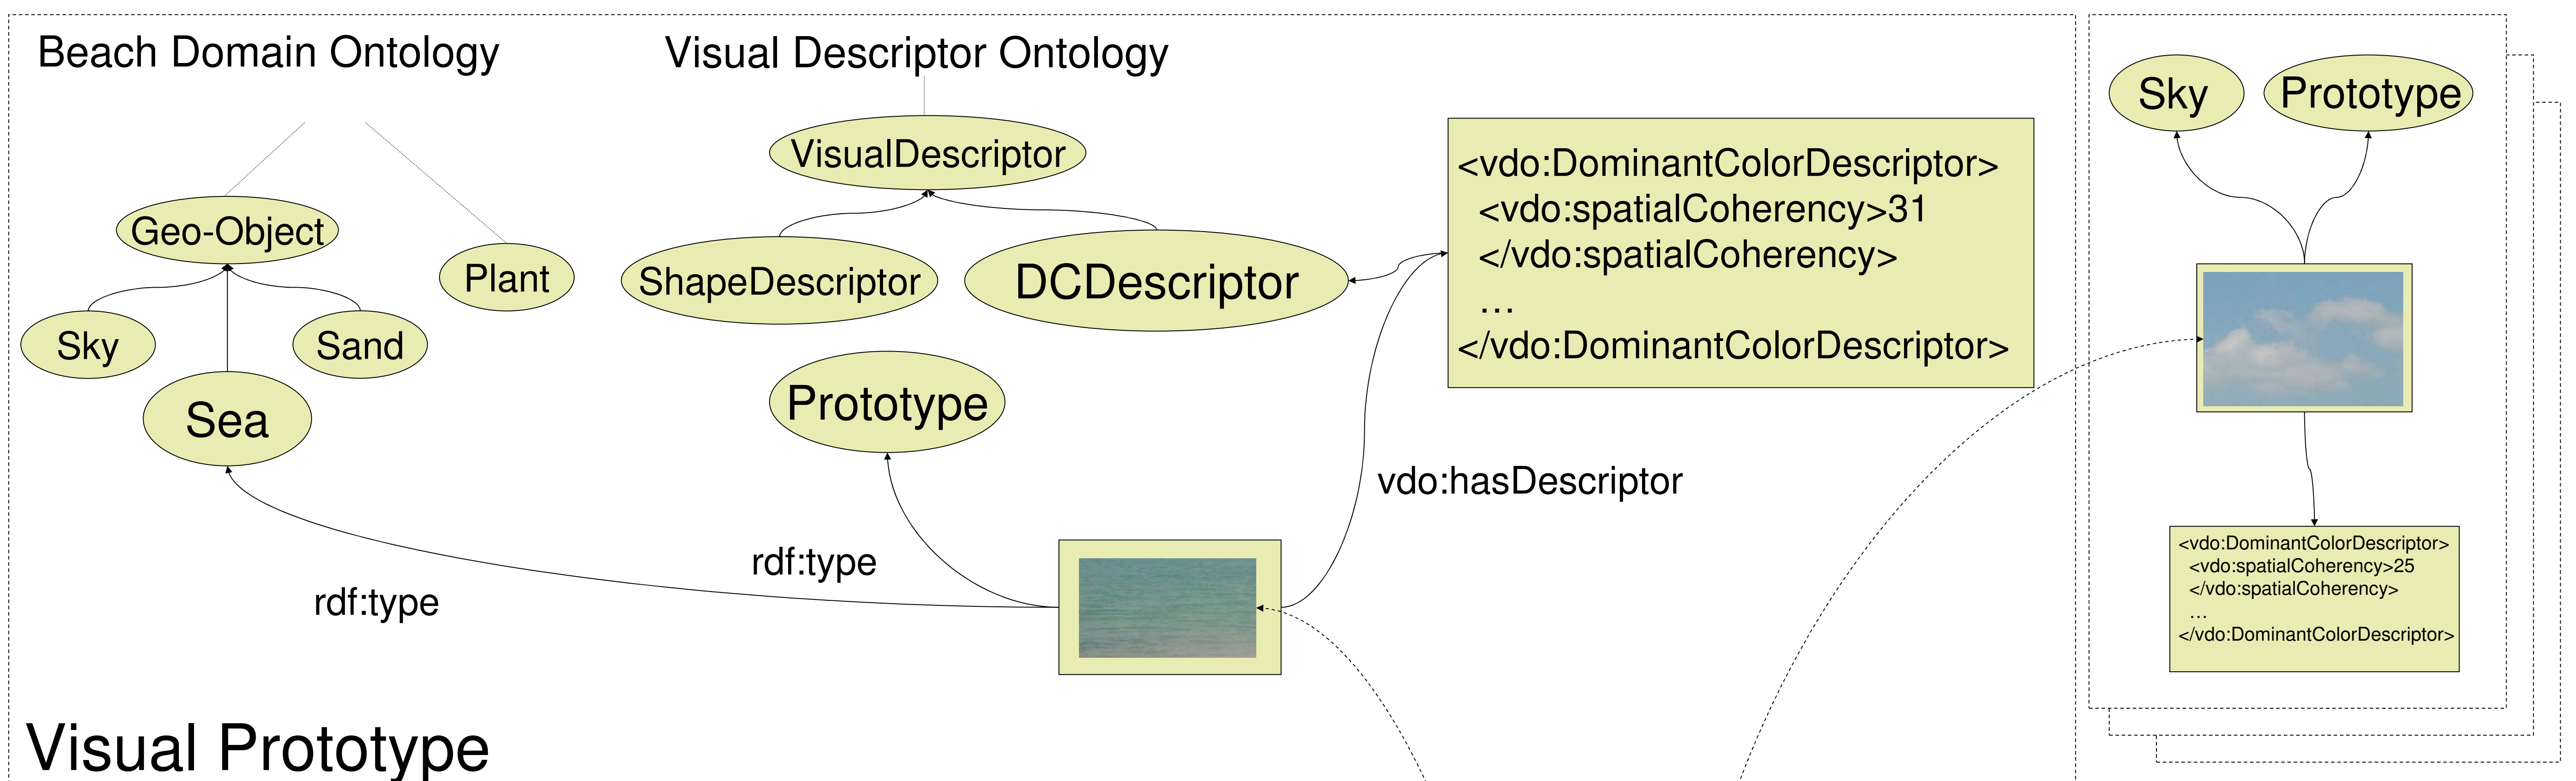 Beach Domain Ontology
Visual Descriptor Ontology
VisualDescriptor
Geo-Object
Plant
ShapeDescriptor
DCDescriptor
Sky
Sand
Sea
Prototype
<vdo:DominantColorDescriptor>
<vdo:spatialCoherency>31
</vdo:spatialCoherency>
...
</vdo:DominantColorDescriptor>
vdo:hasDescriptor
rdf:type
rdf:type
Visual Prototype
Sky
Prototype
<vdo:DominantColorDescriptor>
<vdo:spatialCoherency>25
</vdo:spatialCoherency>
...
</vdo:DominantColorDescriptor>